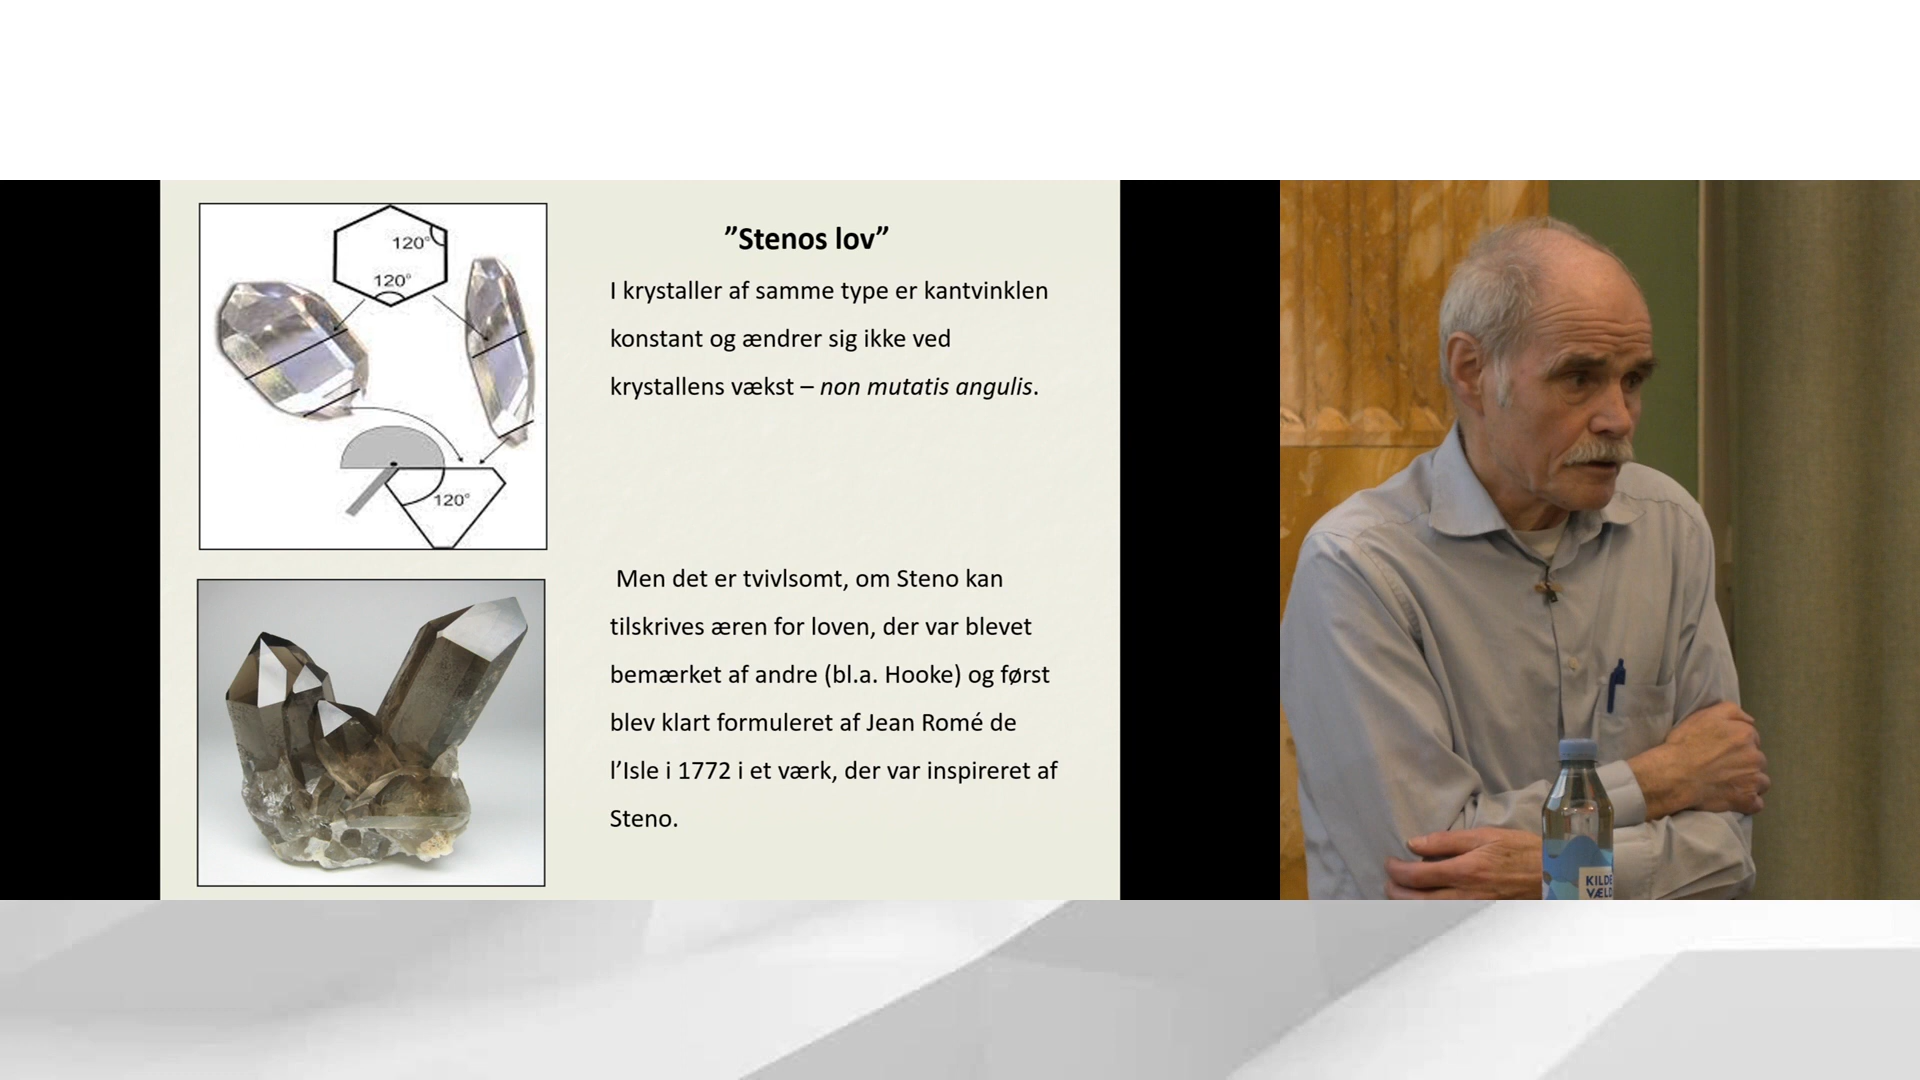 120°
120°
120°
”Stenos lov”
I krystaller af samme type er kantvinklen
konstant og ændrer sig ikke ved
krystallens vækst – non mutatis angulis.
Men det er tvivlsomt, om Steno kan
tilskrives æren for loven, der var blevet
bemærket af andre (bl.a. Hooke) og først
blev klart formuleret af Jean Romé de
l’Isle i 1772 i et værk, der var inspireret af
Steno.
KILDE
VÆLD